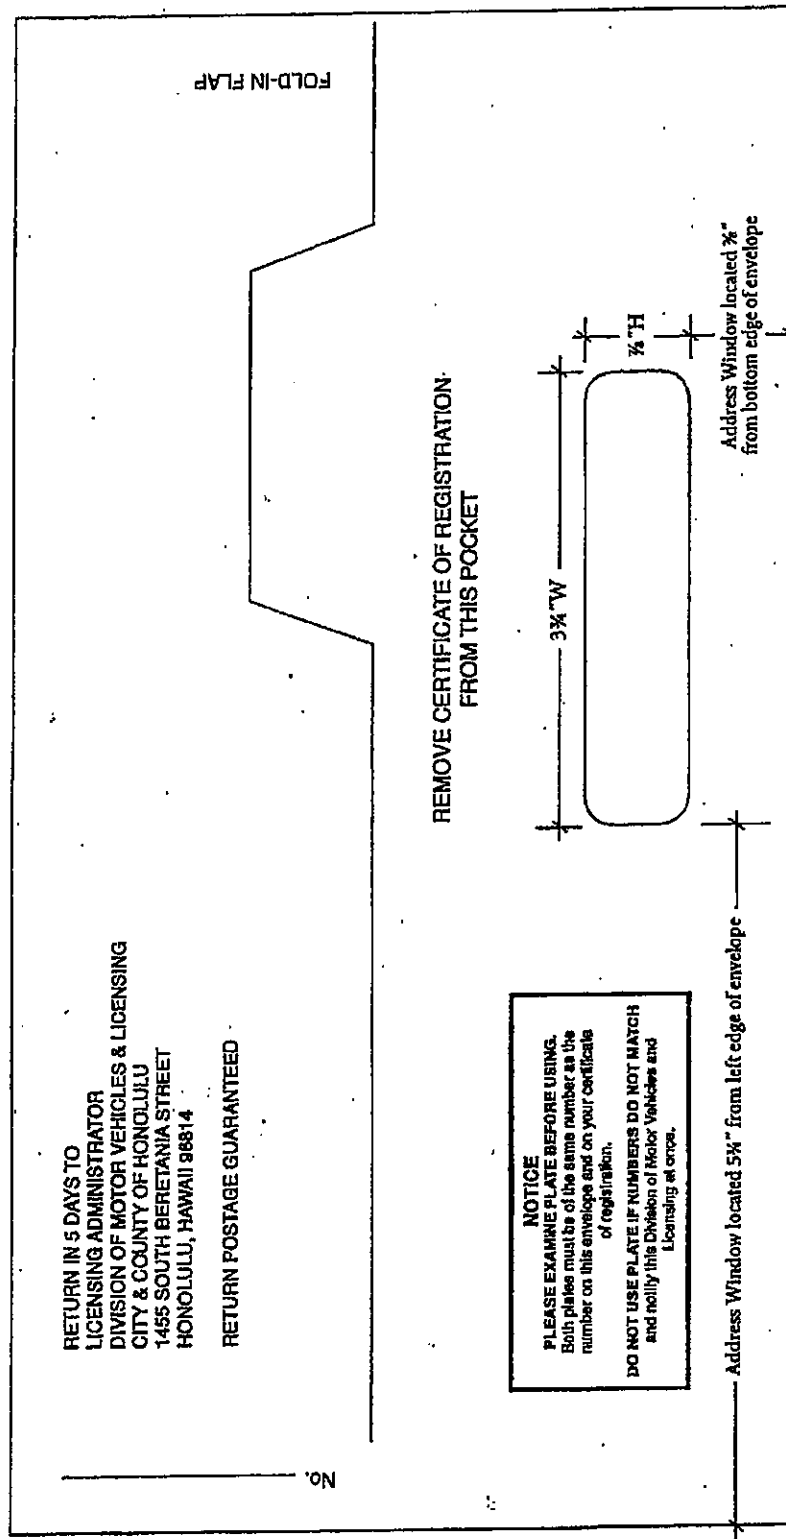 RETURN IN 5 DAYS TO
LICENSING ADMINISTRATOR
DIVISION OF MOTOR VEHICLES & LICENSING
CITY & COUNTY OF HONOLULU
1455 SOUTH BERETANIA STREET
HONOLULU, HAWAII 96814
RETURN POSTAGE GUARANTEED
No.
FOLD-IN FLAP
REMOVE CERTIFICATE OF REGISTRATION
FROM THIS POCKET
3¾"W
⅞"H
NOTICE
PLEASE EXAMINE PLATE BEFORE USING.
Both plates must be of the same number as the
number on this envelope and on your certificate
of registration.
DO NOT USE PLATE IF NUMBERS DO NOT MATCH
and notify this Division of Motor Vehicles and
Licensing at once.
Address Window located 5¾" from left edge of envelope
Address Window located
from bottom edge of envelope